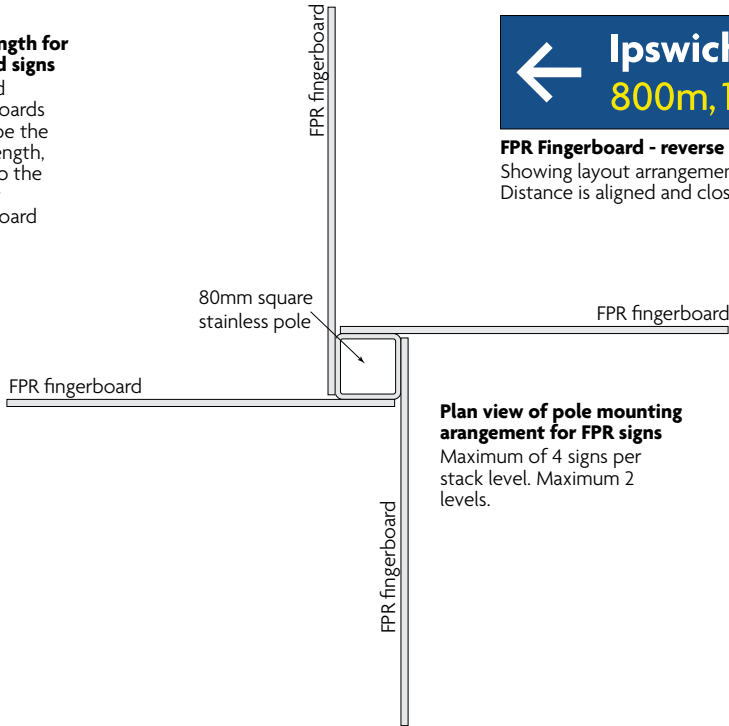 ngth for
d signs
d
oards
be the
ength,
o the
oard
FPR fingerboard
Ipswich
800m, 1
FPR Fingerboard - reverse
Showing layout arrangemen
Distance is aligned and clos
80mm square
stainless pole
FPR fingerboard
FPR fingerboard
Plan view of pole mounting
arangement for FPR signs
Maximum of 4 signs per
stack level. Maximum 2
levels.
FPR fingerboard